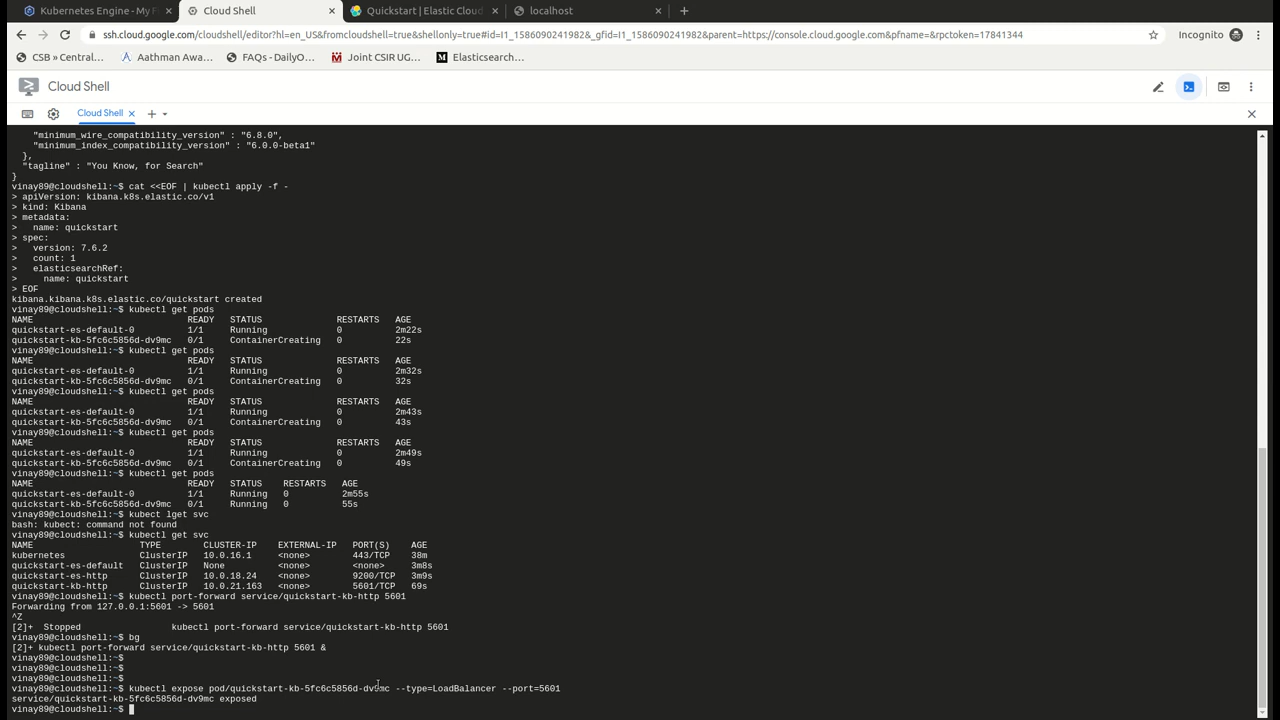 Kubernetes Engine - My F
Cloud Shell
Quickstart | Elastic Cloud
localhost
ssh.cloud.google.com/cloudshell/editor?hl=en_US&fromcloudshell=true&shellonly=true#id=I1_1586090241982&_gfid=I1_1586090241982&parent=https://console.cloud.google.com&pfname=&rpctoken=17841344
Incognito
CSB » Central…
Aathman Awa…
FAQs - DailyO…
Joint CSIR UG…
Elasticsearch…
Cloud Shell
Cloud Shell
    "minimum_wire_compatibility_version" : "6.8.0",
    "minimum_index_compatibility_version" : "6.0.0-beta1"
  },
  "tagline" : "You Know, for Search"
}
vinay89@cloudshell:~$ cat <<EOF | kubectl apply -f -
> apiVersion: kibana.k8s.elastic.co/v1
> kind: Kibana
> metadata:
>   name: quickstart
> spec:
>   version: 7.6.2
>   count: 1
>   elasticsearchRef:
>     name: quickstart
> EOF
kibana.kibana.k8s.elastic.co/quickstart created
vinay89@cloudshell:~$ kubectl get pods
NAME                             READY   STATUS              RESTARTS   AGE
quickstart-es-default-0          1/1     Running             0          2m22s
quickstart-kb-5fc6c5856d-dv9mc   0/1     ContainerCreating   0          22s
vinay89@cloudshell:~$ kubectl get pods
NAME                             READY   STATUS              RESTARTS   AGE
quickstart-es-default-0          1/1     Running             0          2m32s
quickstart-kb-5fc6c5856d-dv9mc   0/1     ContainerCreating   0          32s
vinay89@cloudshell:~$ kubectl get pods
NAME                             READY   STATUS              RESTARTS   AGE
quickstart-es-default-0          1/1     Running             0          2m43s
quickstart-kb-5fc6c5856d-dv9mc   0/1     ContainerCreating   0          43s
vinay89@cloudshell:~$ kubectl get pods
NAME                             READY   STATUS              RESTARTS   AGE
quickstart-es-default-0          1/1     Running             0          2m49s
quickstart-kb-5fc6c5856d-dv9mc   0/1     ContainerCreating   0          49s
vinay89@cloudshell:~$ kubectl get pods
NAME                             READY   STATUS    RESTARTS   AGE
quickstart-es-default-0          1/1     Running   0          2m55s
quickstart-kb-5fc6c5856d-dv9mc   0/1     Running   0          55s
vinay89@cloudshell:~$ kubect lget svc
bash: kubect: command not found
vinay89@cloudshell:~$ kubectl get svc
NAME                    TYPE        CLUSTER-IP    EXTERNAL-IP   PORT(S)    AGE
kubernetes              ClusterIP   10.0.16.1     <none>        443/TCP    38m
quickstart-es-default   ClusterIP   None          <none>        <none>     3m8s
quickstart-es-http      ClusterIP   10.0.18.24    <none>        9200/TCP   3m9s
quickstart-kb-http      ClusterIP   10.0.21.163   <none>        5601/TCP   69s
vinay89@cloudshell:~$ kubectl port-forward service/quickstart-kb-http 5601
Forwarding from 127.0.0.1:5601 -> 5601
^Z
[2]+  Stopped                 kubectl port-forward service/quickstart-kb-http 5601
vinay89@cloudshell:~$ bg
[2]+ kubectl port-forward service/quickstart-kb-http 5601 &
vinay89@cloudshell:~$
vinay89@cloudshell:~$
vinay89@cloudshell:~$
vinay89@cloudshell:~$ kubectl expose pod/quickstart-kb-5fc6c5856d-dv9mc --type=LoadBalancer --port=5601
service/quickstart-kb-5fc6c5856d-dv9mc exposed
vinay89@cloudshell:~$